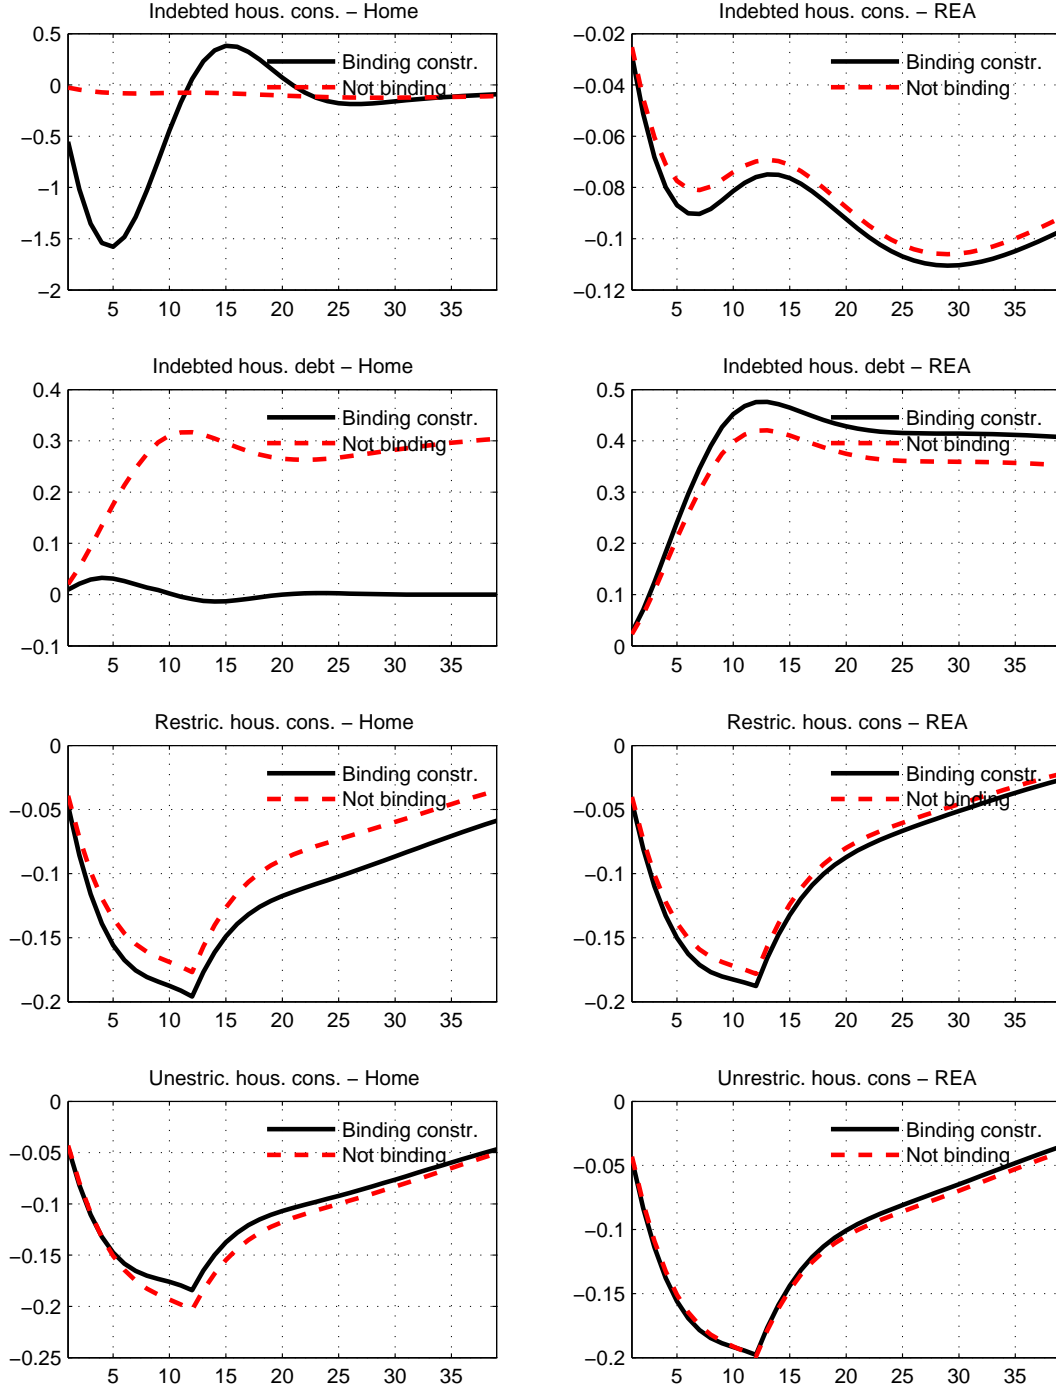 Indebted hous. cons. − Home
0.5
0
−0.5
−1
−1.5
−2
5 10 15 20 25 30 35
Binding constr.
Not binding
Indebted hous. cons. − REA
−0.02
−0.04
−0.06
−0.08
−0.1
−0.12
5 10 15 20 25 30 35
Binding constr.
Not binding
Indebted hous. debt − Home
0.4
0.3
0.2
0.1
0
−0.1
5 10 15 20 25 30 35
Binding constr.
Not binding
Indebted hous. debt − REA
0.5
0.4
0.3
0.2
0.1
0
5 10 15 20 25 30 35
Binding constr.
Not binding
Restric. hous. cons. − Home
0
−0.05
−0.1
−0.15
−0.2
5 10 15 20 25 30 35
Binding constr.
Not binding
Restric. hous. cons − REA
0
−0.05
−0.1
−0.15
−0.2
5 10 15 20 25 30 35
Binding constr.
Not binding
Unestric. hous. cons. − Home
0
−0.05
−0.1
−0.15
−0.2
−0.25
5 10 15 20 25 30 35
Binding constr.
Not binding
Unrestric. hous. cons − REA
0
−0.05
−0.1
−0.15
−0.2
5 10 15 20 25 30 35
Binding constr.
Not binding